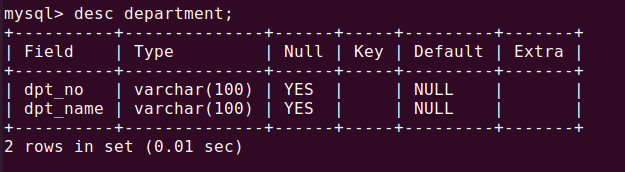 mysql> desc department;
+----------+--------------+------+-----+---------+-------+
| Field    | Type         | Null | Key | Default | Extra |
+----------+--------------+------+-----+---------+-------+
| dpt_no   | varchar(100) | YES  |     | NULL    |       |
| dpt_name | varchar(100) | YES  |     | NULL    |       |
+----------+--------------+------+-----+---------+-------+
2 rows in set (0.01 sec)